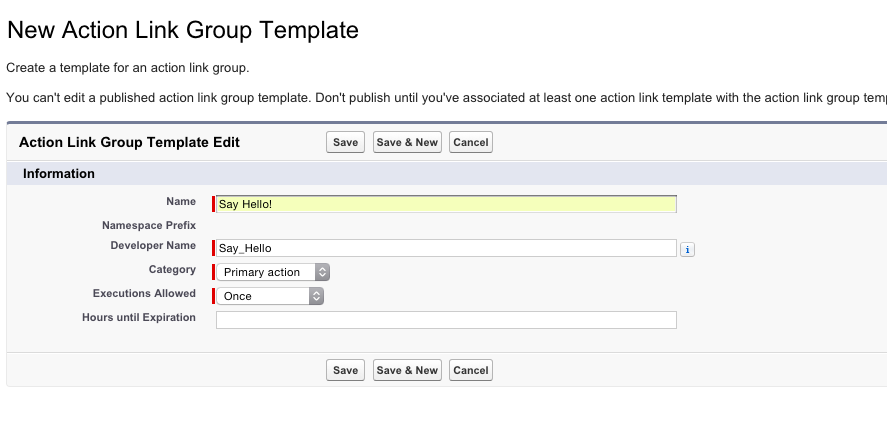 New Action Link Group Template
Create a template for an action link group.
You can't edit a published action link group template. Don't publish until you've associated at least one action link template with the action link group
Action Link Group Template Edit Save Save & New Cancel
Information
Name Say Hello!
Namespace Prefix
Developer Name Say_Hello i
Category Primary action
Executions Allowed Once
Hours until Expiration
Save Save & New Cancel